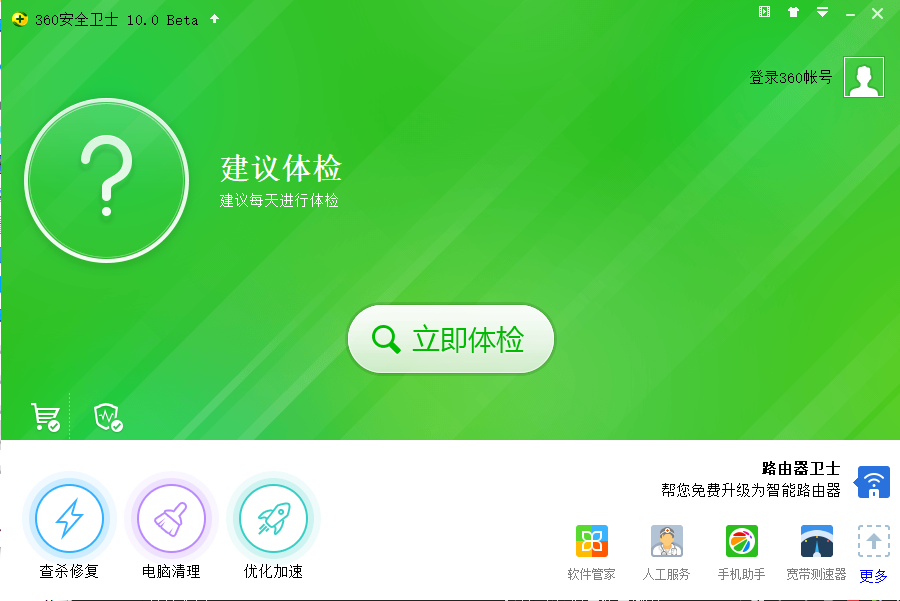 360安全卫士 10.0 Beta
登录360帐号
建议体检
建议每天进行体检
立即体检
路由器卫士
帮您免费升级为智能路由器
查杀修复
电脑清理
优化加速
软件管家
人工服务
手机助手
宽带测速器
更多